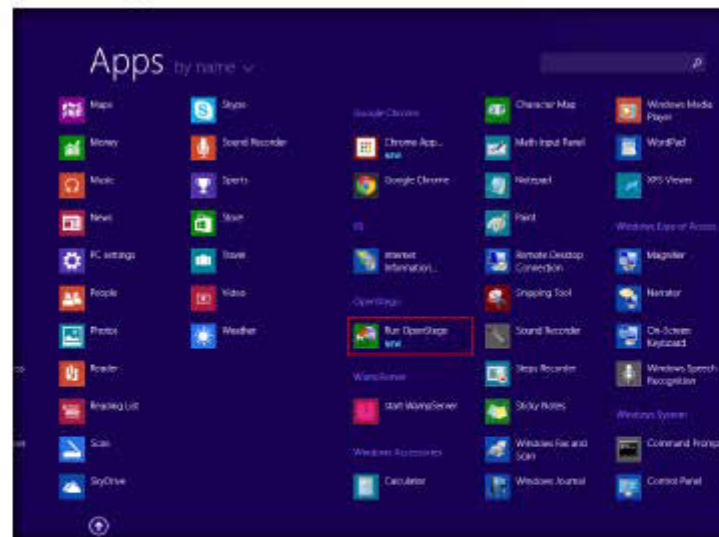 Apps by name
Maps
Money
Music
News
PC settings
People
Photos
Reader
Reading List
Scan
SkyDrive
Skype
Sound Recorder
Sports
Store
Travel
Video
Weather
Google Chrome
Chrome App...
NEW
Google Chrome
IIS
Internet
Information...
OpenStego
Run OpenStego
NEW
WampServer
start WampServer
Windows Accessories
Calculator
Character Map
Math Input Panel
Notepad
Paint
Remote Desktop
Connection
Snipping Tool
Sound Recorder
Steps Recorder
Sticky Notes
Windows Fax and
Scan
Windows Journal
Windows Media
Player
WordPad
XPS Viewer
Windows Ease of Access
Magnifier
Narrator
On-Screen
Keyboard
Windows Speech
Recognition
Windows System
Command Promp
Control Panel